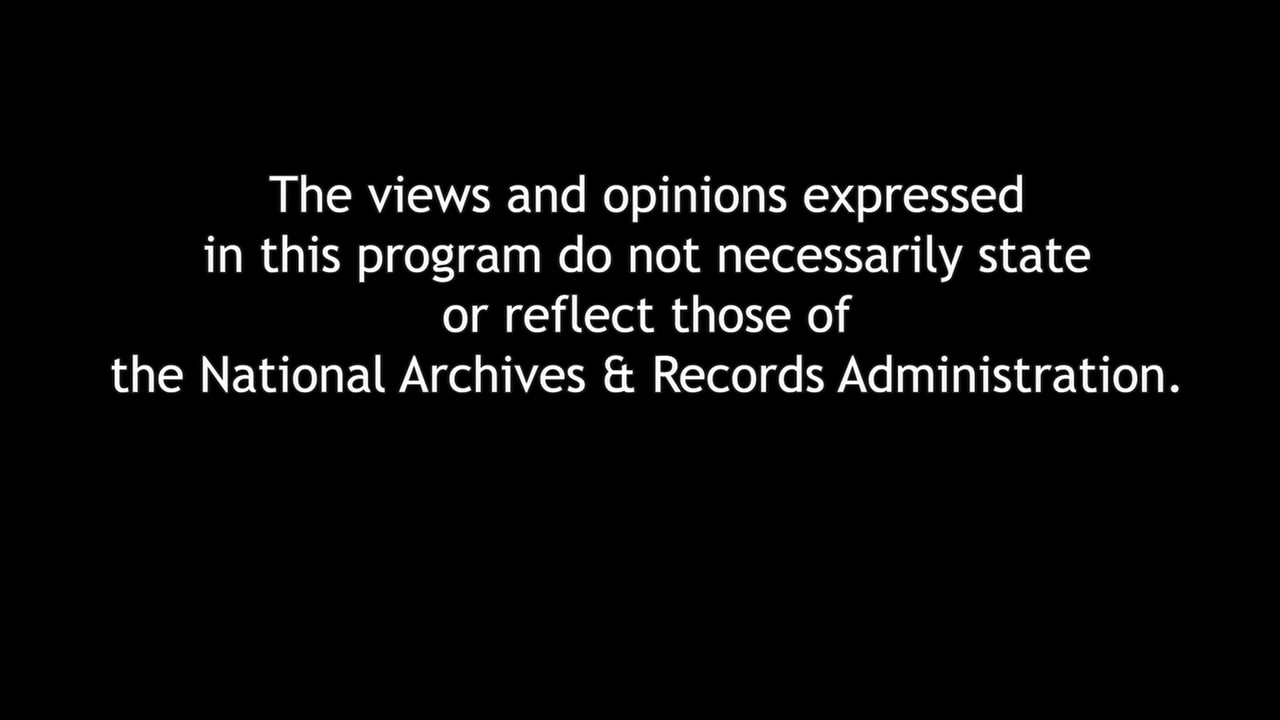 The views and opinions expressed
in this program do not necessarily state
or reflect those of
the National Archives & Records Administration.